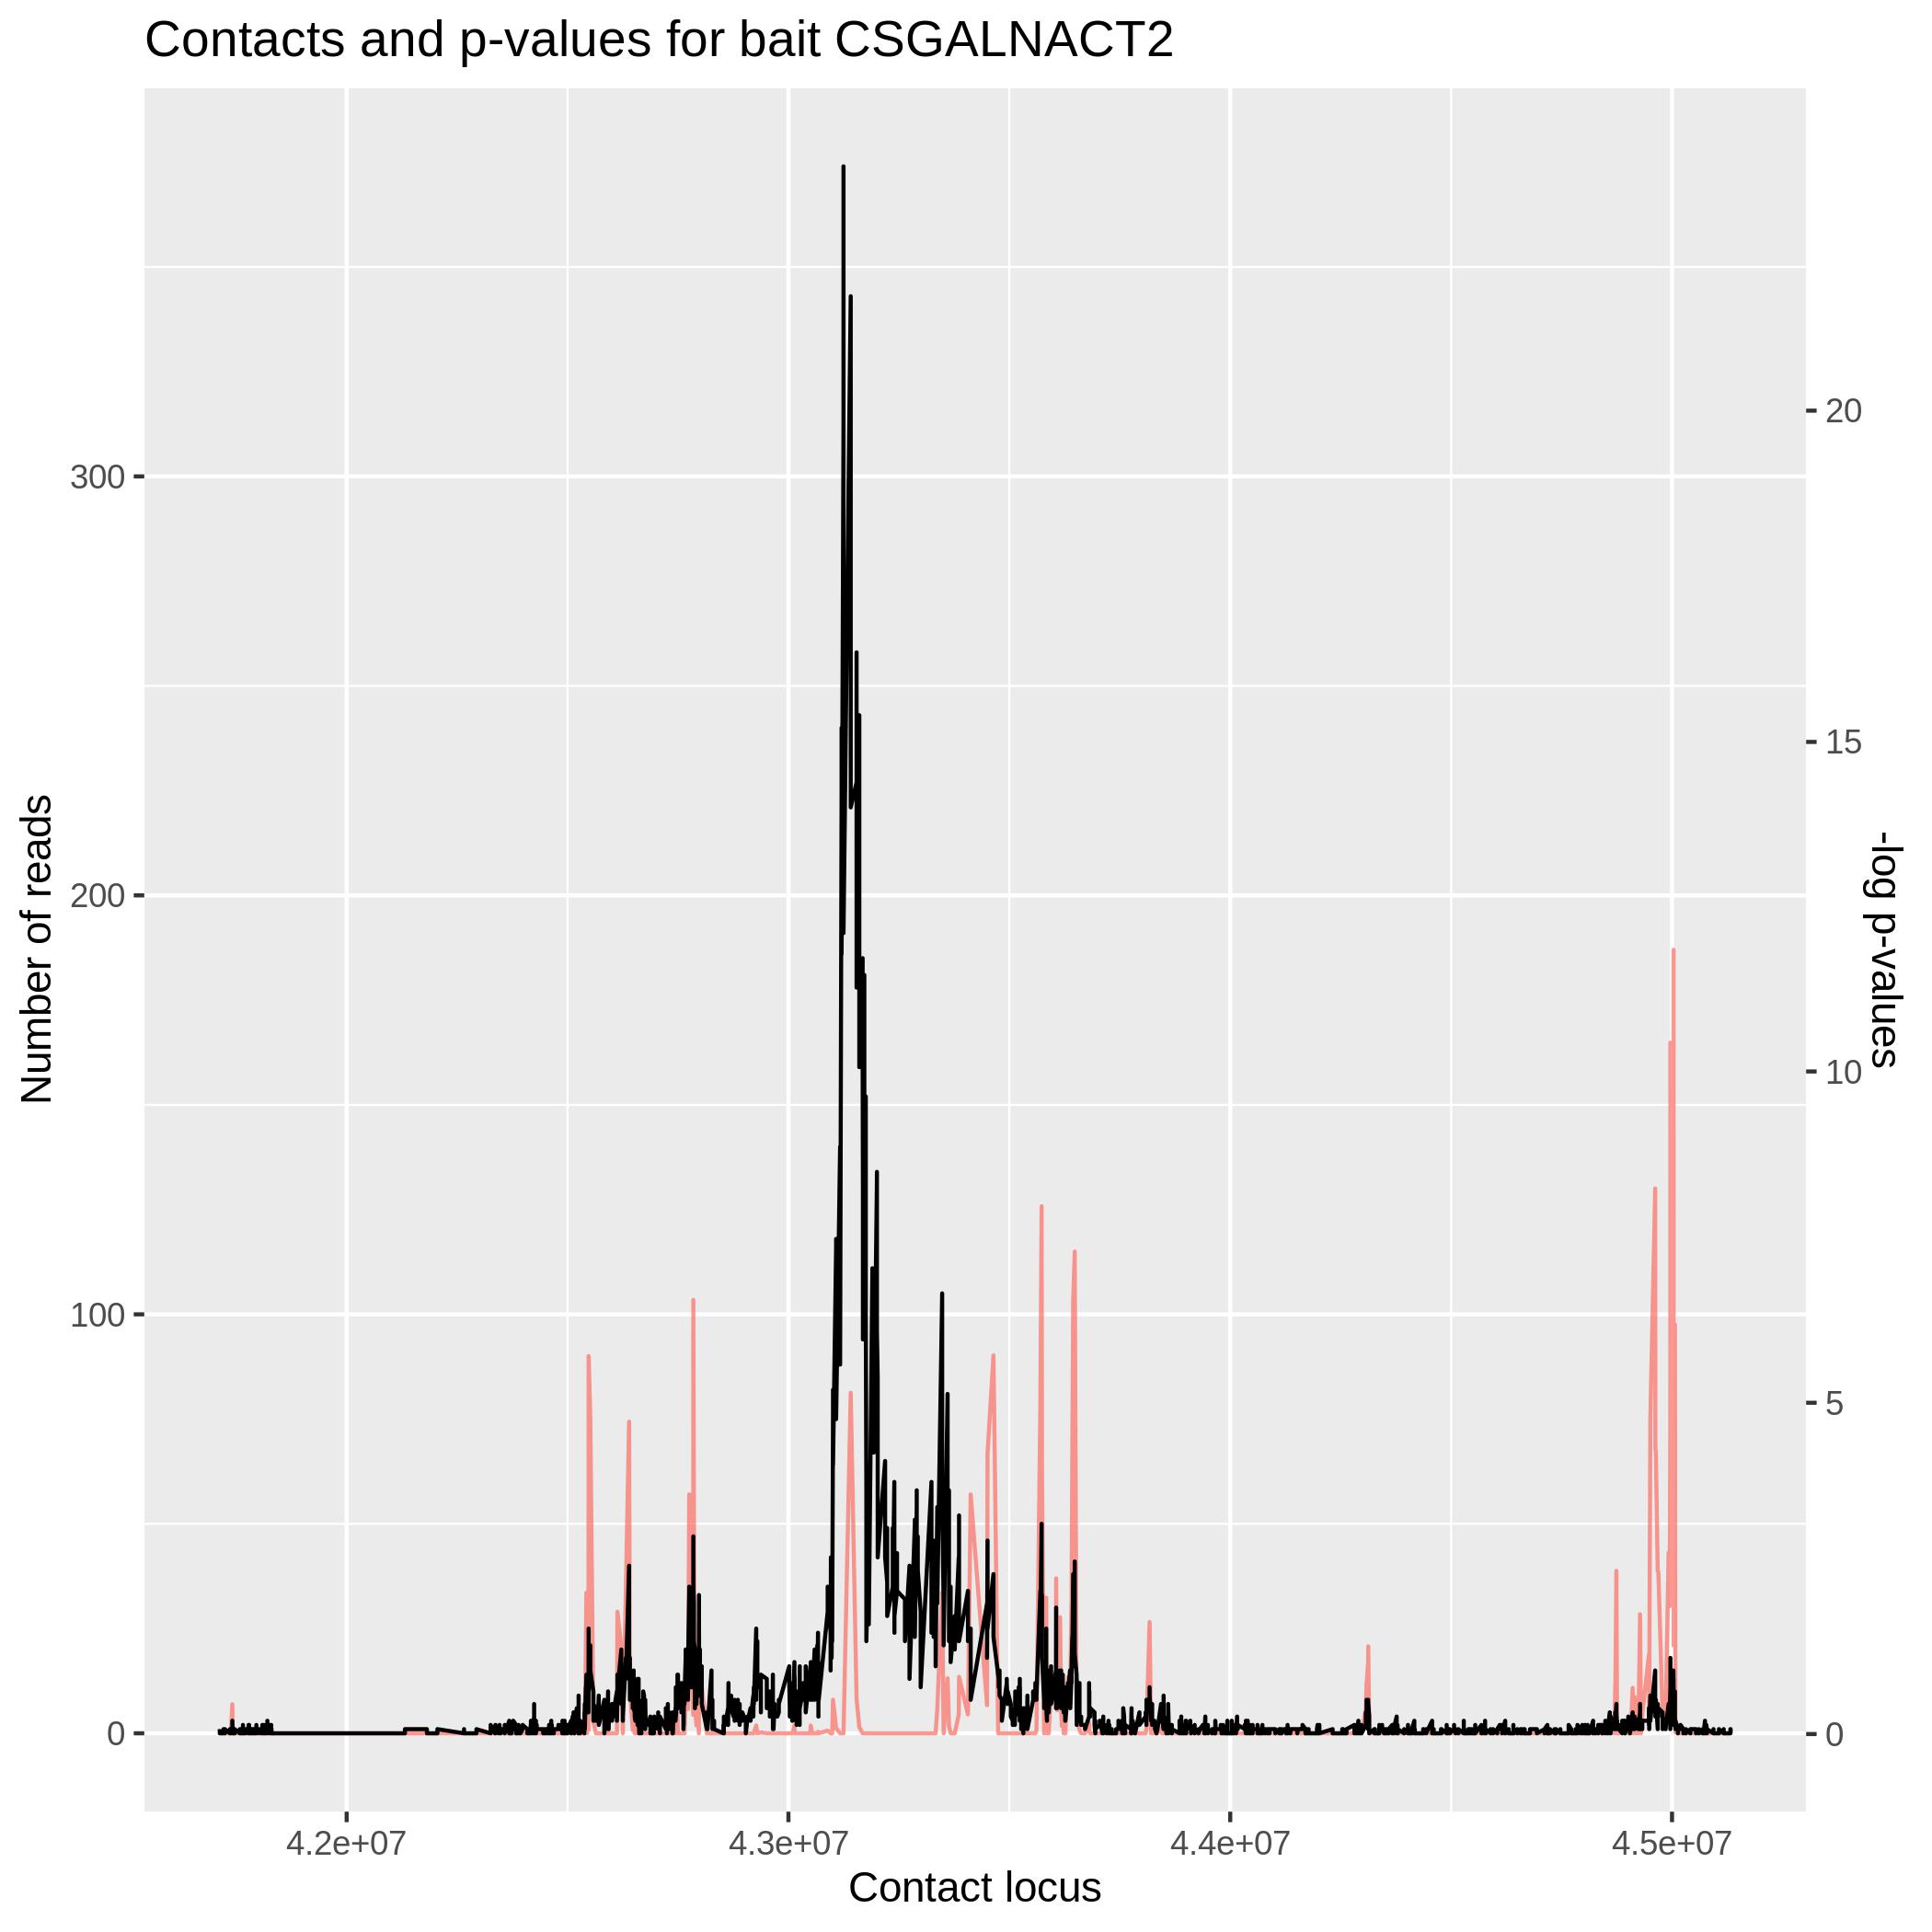 Contacts and p-values for bait CSGALNACT2
Number of reads
300
200
100
0
20
15
10
5
0
-log p-values
4.2e+07
4.3e+07
4.4e+07
4.5e+07
Contact locus